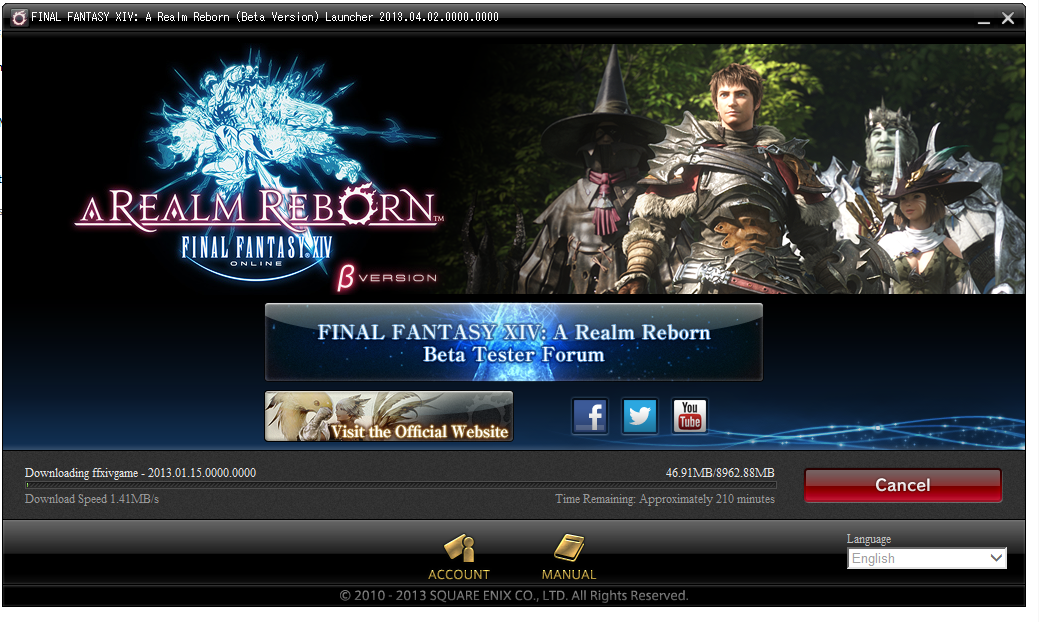 FINAL FANTASY XIV: A Realm Reborn (Beta Version) Launcher 2013.04.02.0000.0000
A REALM REBORN™
FINAL FANTASY® XIV
ONLINE
β VERSION
FINAL FANTASY XIV: A Realm Reborn
Beta Tester Forum
Visit the Official Website
f
You
Tube
Downloading ffxivgame - 2013.01.15.0000.0000
46.91MB/8962.88MB
Cancel
Download Speed 1.41MB/s
Time Remaining: Approximately 210 minutes
Language
English
ACCOUNT
MANUAL
© 2010 - 2013 SQUARE ENIX CO., LTD. All Rights Reserved.